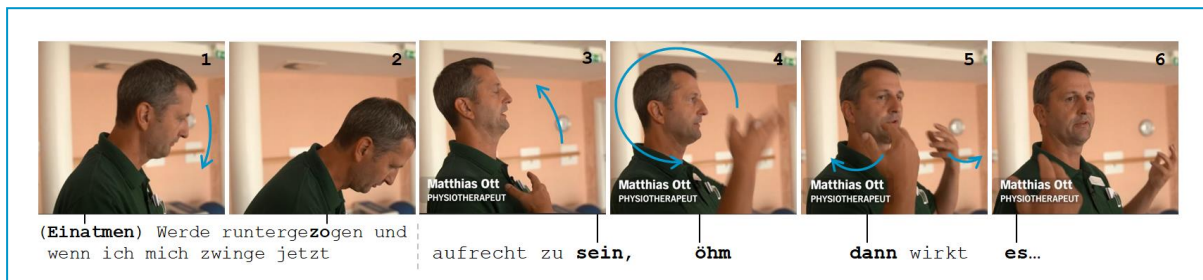 1
2
3
4
5
6
Matthias Ott
PHYSIOTHERAPEUT
Matthias Ott
PHYSIOTHERAPEUT
Matthias Ott
PHYSIOTHERAPEUT
Matthias Ott
PHYSIOTHERAPEUT
(Einatmen) Werde runtergezogen und
wenn ich mich zwinge jetzt
aufrecht zu sein, öhm dann wirkt es…